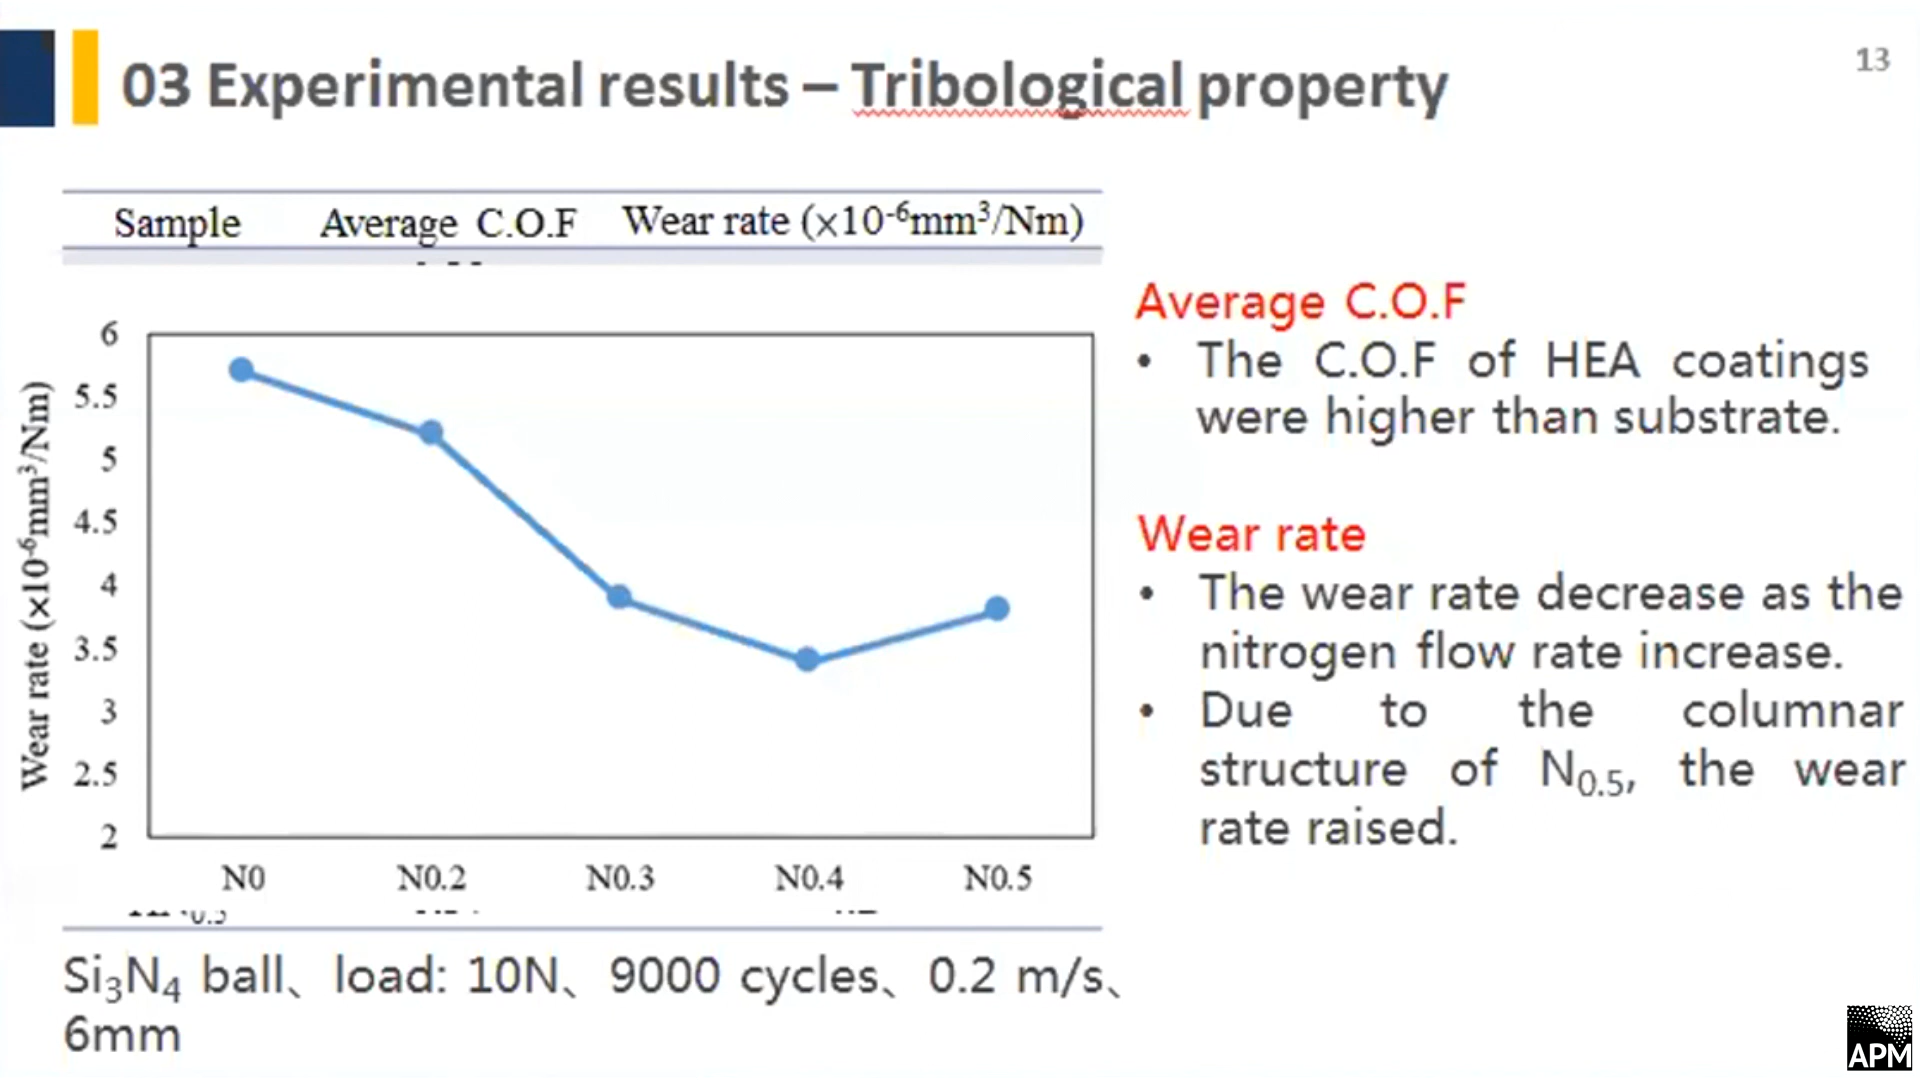 03 Experimental results – Tribological property
13
Sample Average C.O.F Wear rate (×10⁻⁶mm³/Nm)
Wear rate (×10⁻⁶mm³/Nm)
6
5.5
5
4.5
4
3.5
3
2.5
2
N0 N0.2 N0.3 N0.4 N0.5
Average C.O.F
• The C.O.F of HEA coatings
were higher than substrate.
Wear rate
• The wear rate decrease as the
nitrogen flow rate increase.
• Due to the columnar
structure of N₀.₅, the wear
rate raised.
Si₃N₄ ball、load: 10N、9000 cycles、0.2 m/s、
6mm
APM